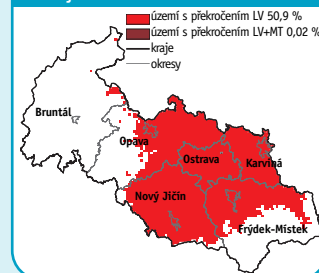 území s překročením LV 50,9 %
území s překročením LV+MT 0,02 %
kraje
okresy
Bruntál
Opava
Ostrava
Karviná
Nový Jičín
Frýdek-Místek